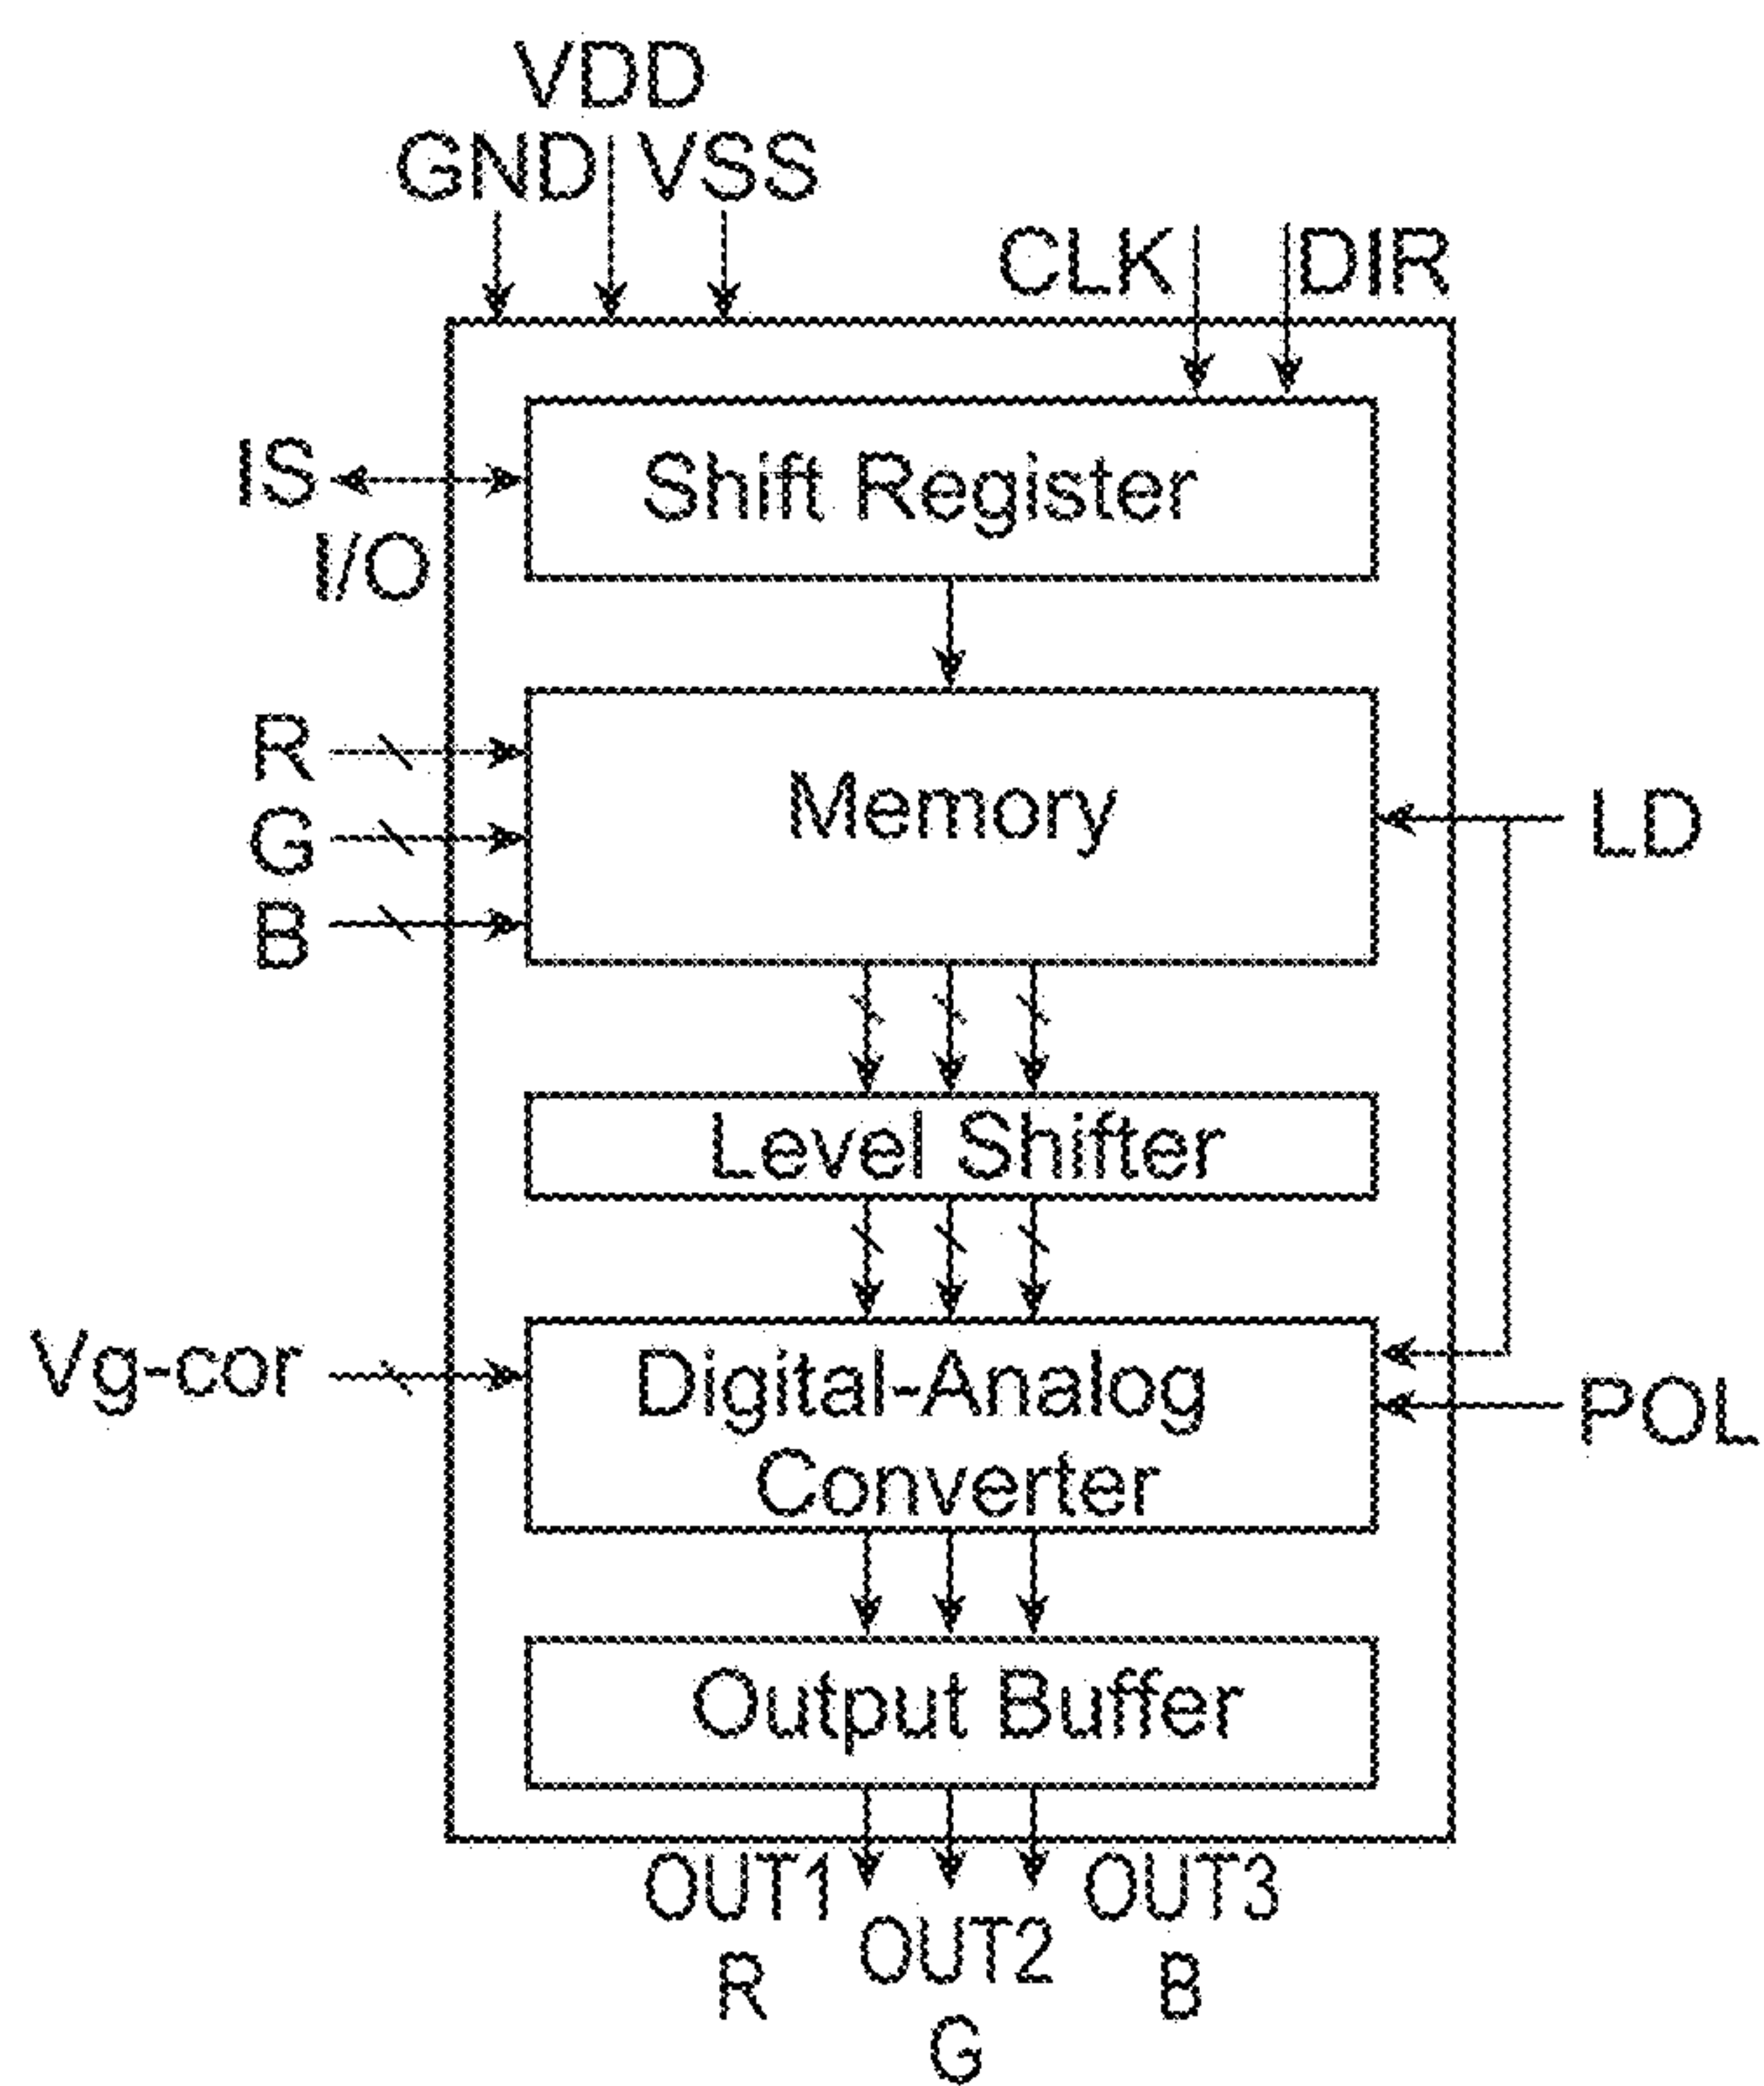 VDD
GND VSS
CLK DIR
IS
I/O
Shift Register
R
G
B
Memory
LD
Level Shifter
Vg-cor
Digital-Analog
Converter
POL
Output Buffer
OUT1 OUT3
OUT2
R B
G